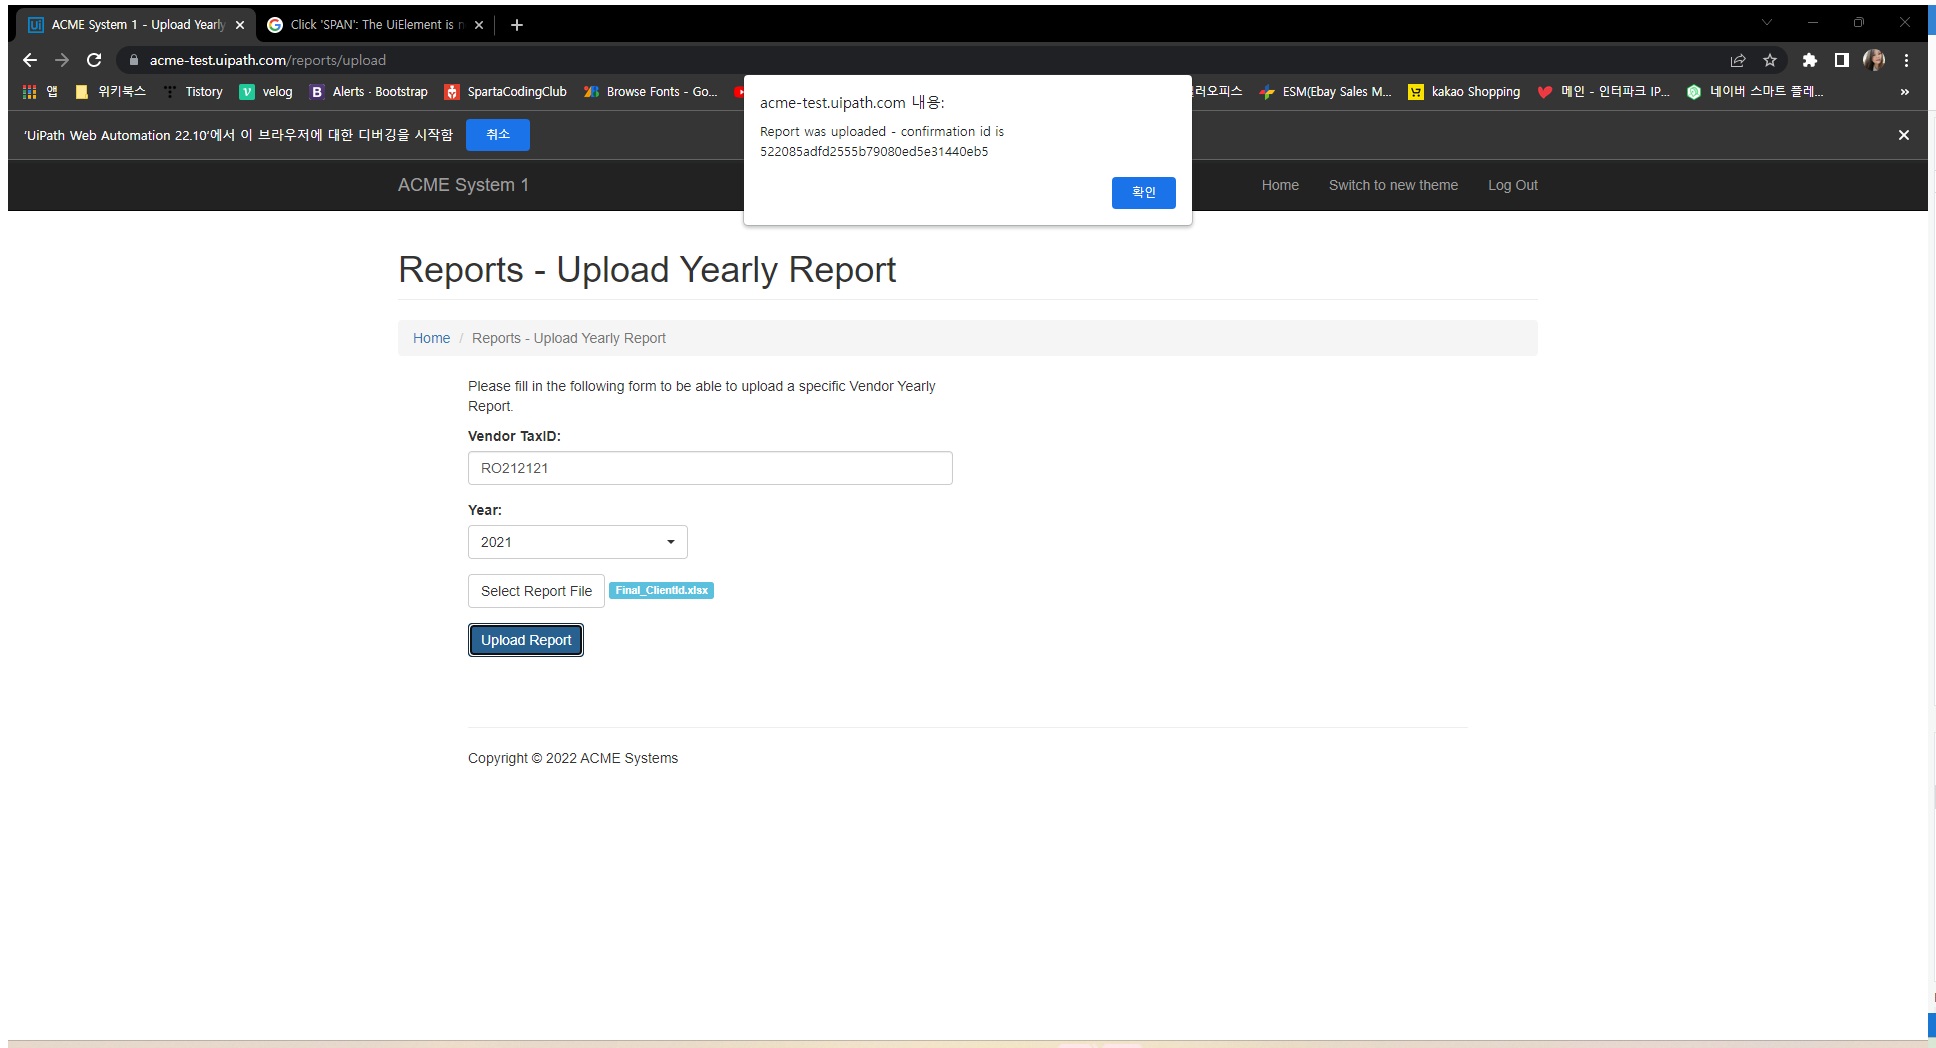 ACME System 1 - Upload Yearly
Click 'SPAN': The UiElement is n
acme-test.uipath.com/reports/upload
앱 위키북스 Tistory velog Alerts · Bootstrap SpartaCodingClub Browse Fonts - Go... 러오피스 ESM(Ebay Sales M... kakao Shopping 메인 - 인터파크 IP... 네이버 스마트 플레... »
'UiPath Web Automation 22.10'에서 이 브라우저에 대한 디버깅을 시작함 취소
acme-test.uipath.com 내용:
Report was uploaded - confirmation id is
522085adfd2555b79080ed5e31440eb5
확인
ACME System 1 Home Switch to new theme Log Out
Reports - Upload Yearly Report
Home / Reports - Upload Yearly Report
Please fill in the following form to be able to upload a specific Vendor Yearly
Report.
Vendor TaxID:
RO212121
Year:
2021
Select Report File Final_ClientId.xlsx
Upload Report
Copyright © 2022 ACME Systems